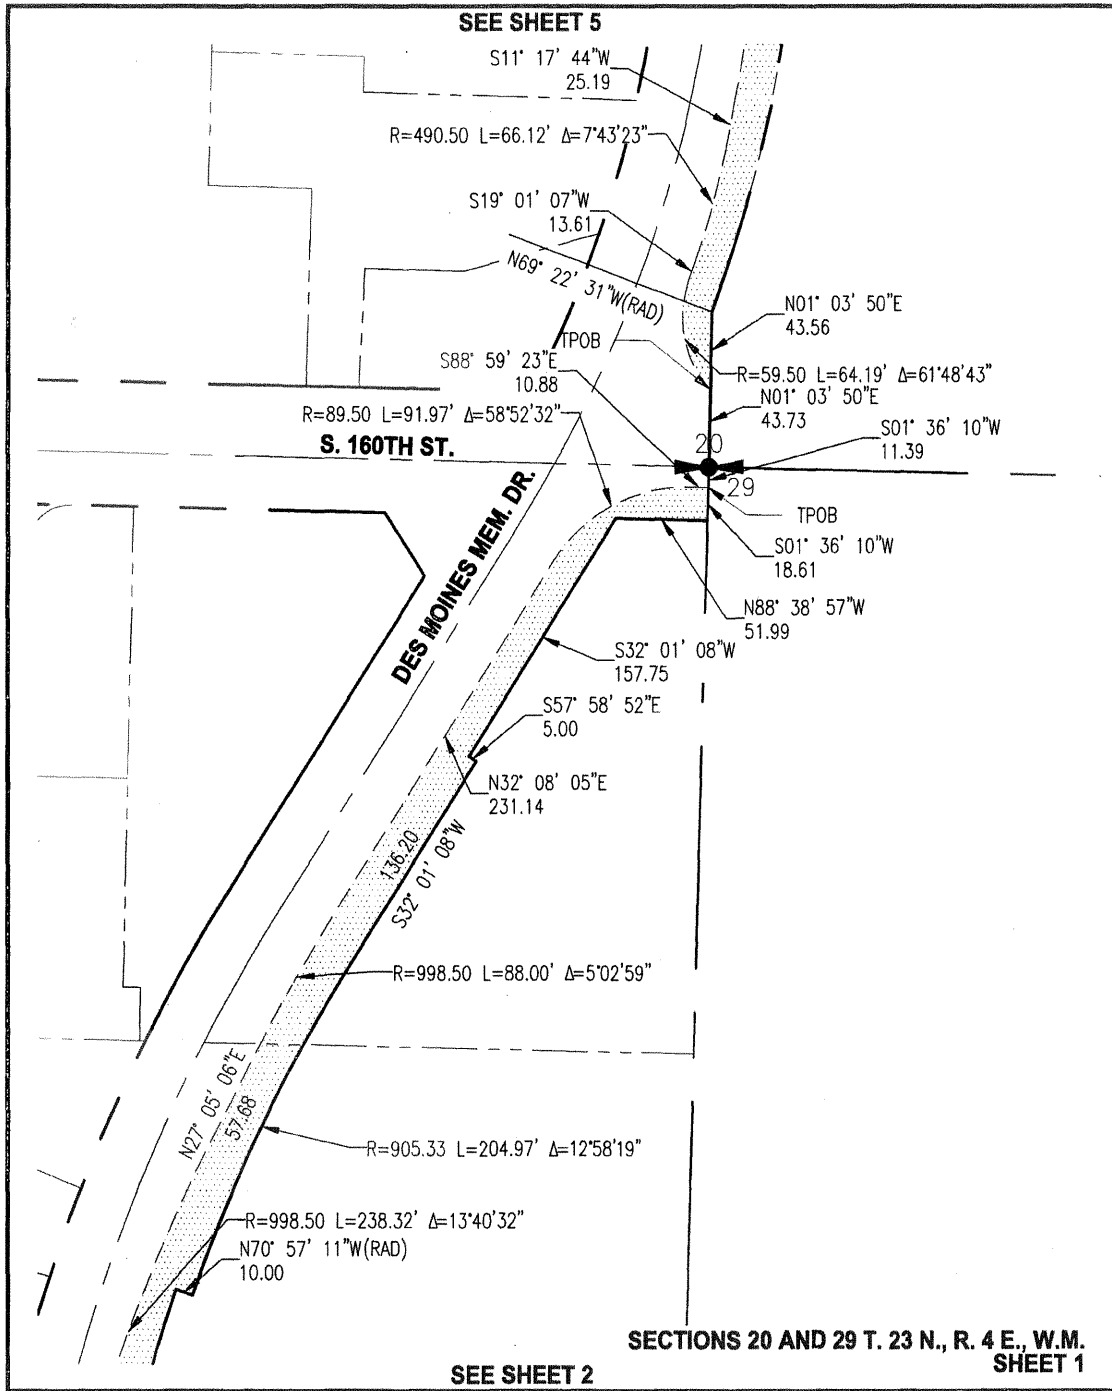 SEE SHEET 5
S11° 17' 44"W
25.19
R=490.50 L=66.12' Δ=7°43'23"
S19° 01' 07"W
13.61
N69° 22' 31"W(RAD)
N01° 03' 50"E
43.56
TPOB
S88° 59' 23"E
10.88
R=59.50 L=64.19' Δ=61°48'43"
N01° 03' 50"E
43.73
R=89.50 L=91.97' Δ=58°52'32"
S. 160TH ST.
20
S01° 36' 10"W
11.39
29
TPOB
S01° 36' 10"W
18.61
DES MOINES MEM. DR.
N88° 38' 57"W
51.99
S32° 01' 08"W
157.75
S57° 58' 52"E
5.00
N32° 08' 05"E
231.14
136.20
S32° 01' 08"W
R=998.50 L=88.00' Δ=5°02'59"
N27° 05' 06"E
57.68
R=905.33 L=204.97' Δ=12°58'19"
R=998.50 L=238.32' Δ=13°40'32"
N70° 57' 11"W(RAD)
10.00
SECTIONS 20 AND 29 T. 23 N., R. 4 E., W.M.
SHEET 1
SEE SHEET 2